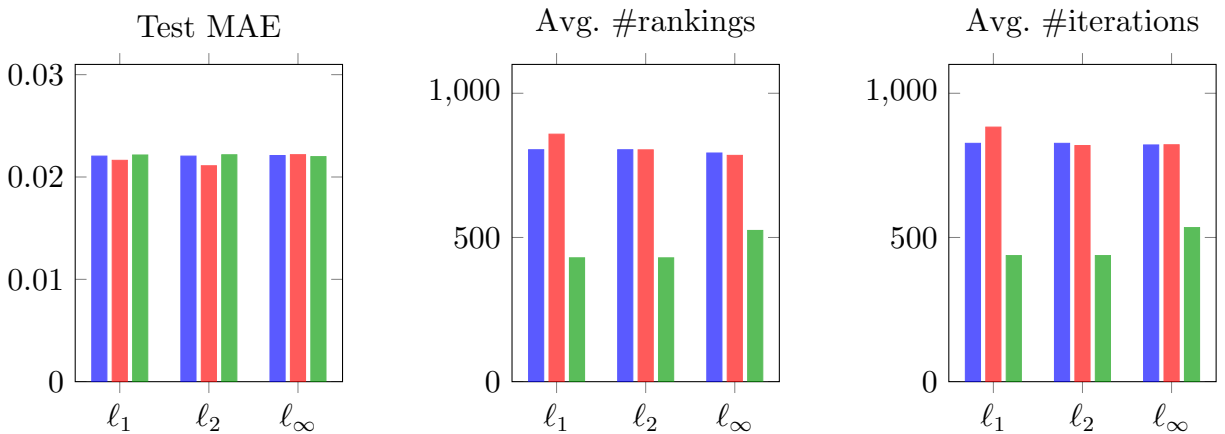 Test MAE
0.03
0.02
0.01
0
ℓ1 ℓ2 ℓ∞
Avg. #rankings
1,000
500
0
ℓ1 ℓ2 ℓ∞
Avg. #iterations
1,000
500
0
ℓ1 ℓ2 ℓ∞